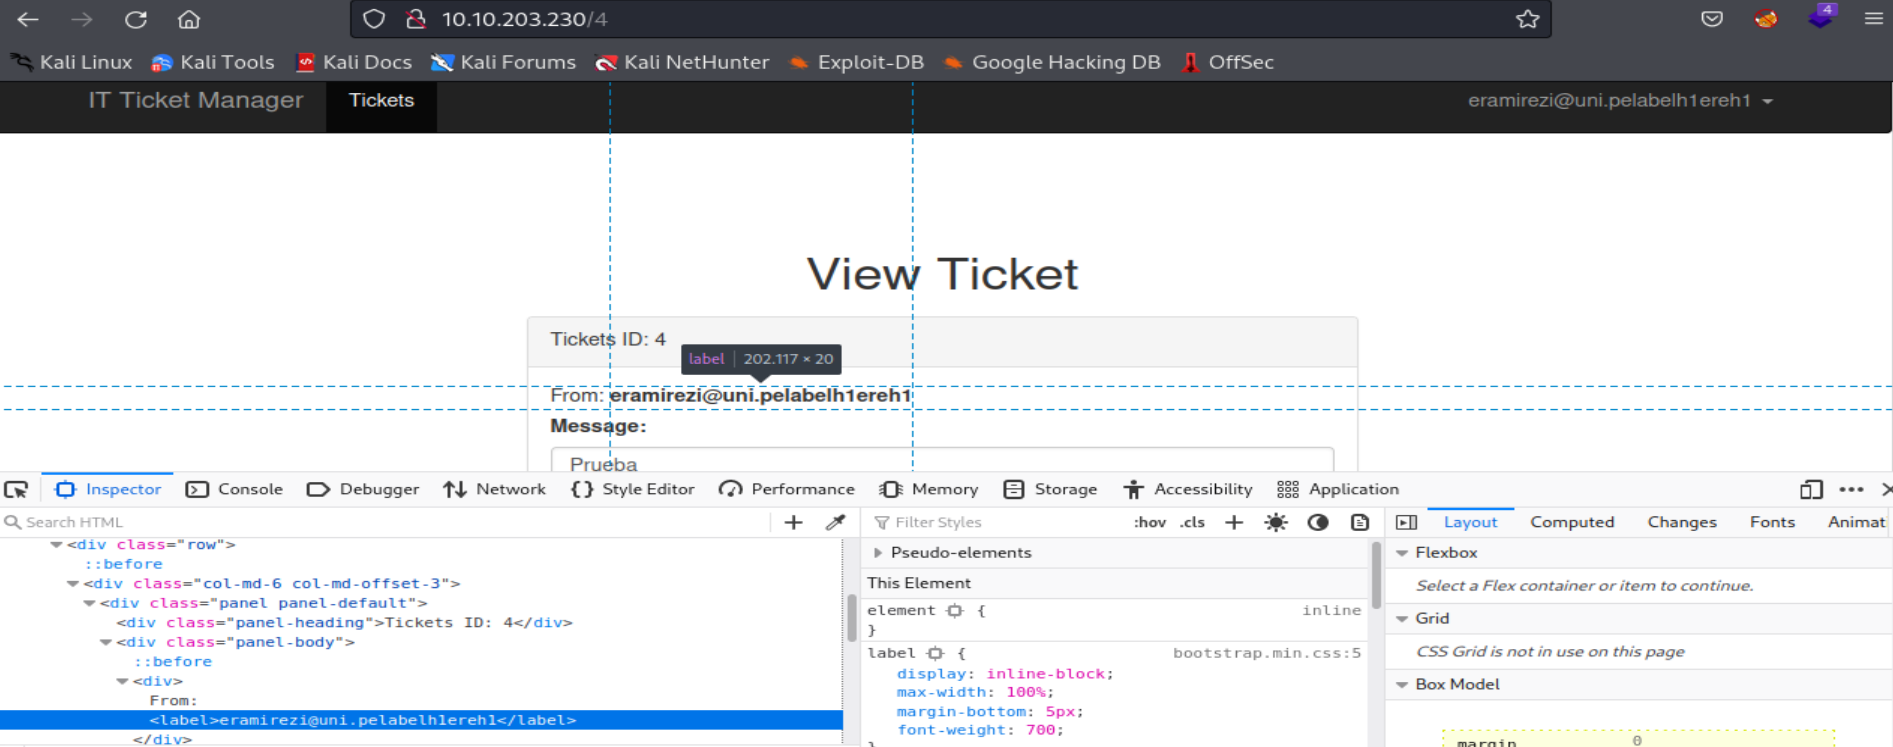 10.10.203.230/4
4
Kali Linux Kali Tools Kali Docs Kali Forums Kali NetHunter Exploit-DB Google Hacking DB OffSec
IT Ticket Manager Tickets eramirezi@uni.pelabelh1ereh1
View Ticket
Tickets ID: 4
label 202.117 × 20
From: eramirezi@uni.pelabelh1ereh1
Message:
Prueba
Inspector Console Debugger Network Style Editor Performance Memory Storage Accessibility Application
Search HTML
<div class="row">
::before
<div class="col-md-6 col-md-offset-3">
<div class="panel panel-default">
<div class="panel-heading">Tickets ID: 4</div>
<div class="panel-body">
::before
<div>
From:
<label>eramirezi@uni.pelabelh1ereh1</label>
</div>
Filter Styles :hov .cls
Pseudo-elements
This Element
element { inline
}
label { bootstrap.min.css:5
display: inline-block;
max-width: 100%;
margin-bottom: 5px;
font-weight: 700;
}
Layout Computed Changes Fonts Animat
Flexbox
Select a Flex container or item to continue.
Grid
CSS Grid is not in use on this page
Box Model
margin 0